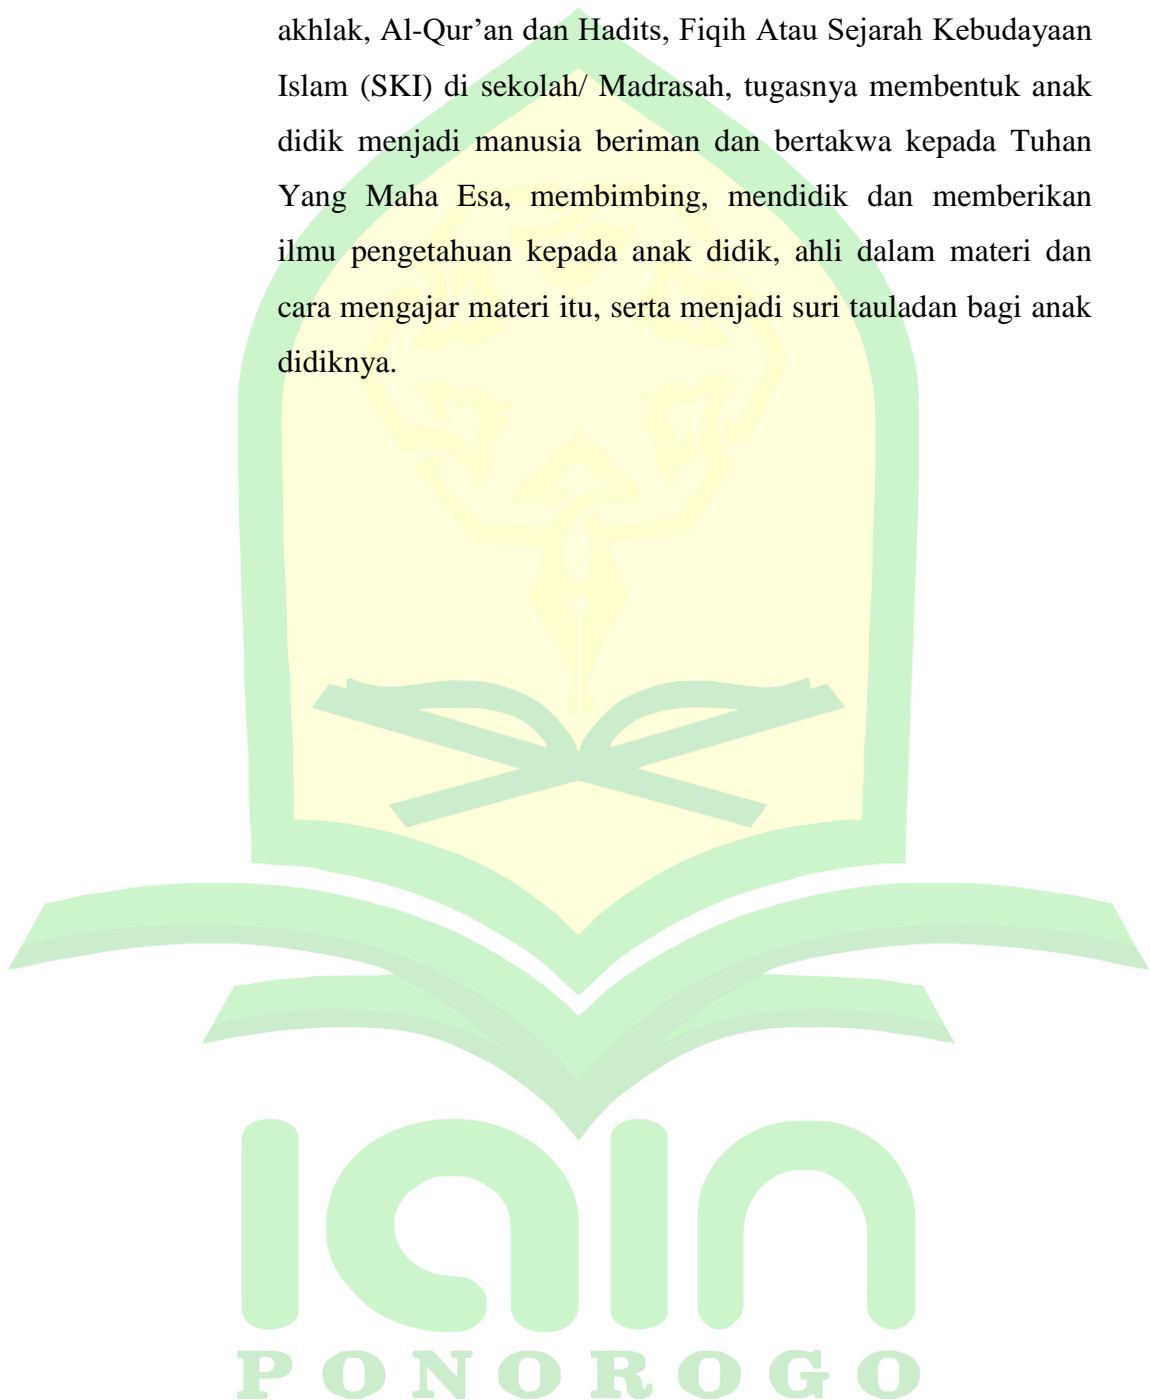 akhlak, Al-Qur’an dan Hadits, Fiqih Atau Sejarah Kebudayaan
Islam (SKI) di sekolah/ Madrasah, tugasnya membentuk anak
didik menjadi manusia beriman dan bertakwa kepada Tuhan
Yang Maha Esa, membimbing, mendidik dan memberikan
ilmu pengetahuan kepada anak didik, ahli dalam materi dan
cara mengajar materi itu, serta menjadi suri tauladan bagi anak
didiknya.
iain
PONOROGO